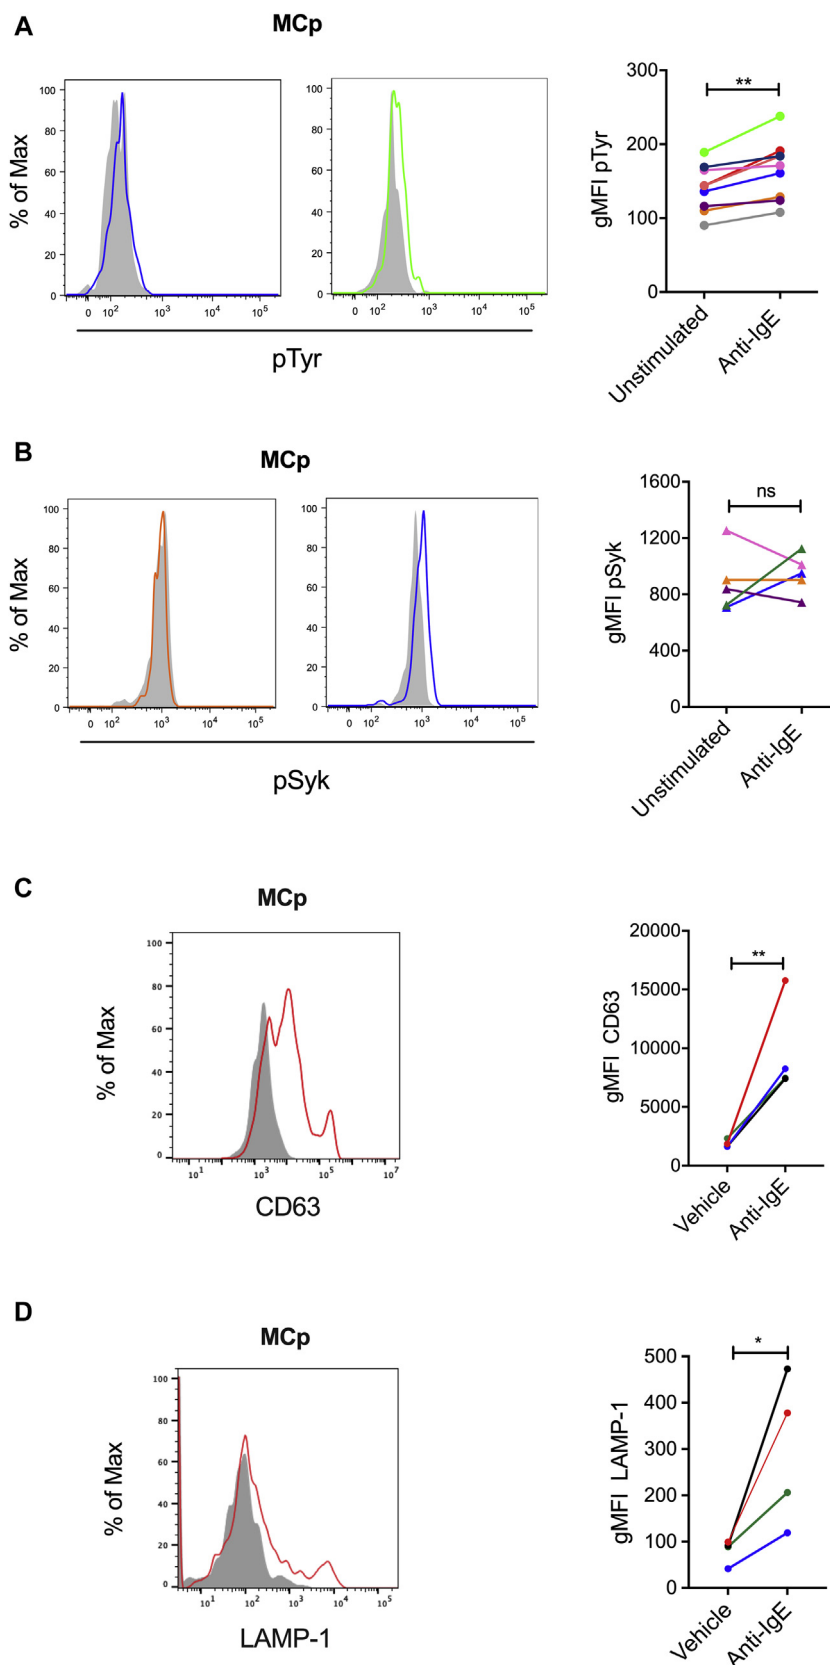 A
MCp
% of Max
100
80
60
40
20
0
0 10² 10³ 10⁴ 10⁵
100
80
60
40
20
0
0 10² 10³ 10⁴ 10⁵
pTyr
gMFI pTyr
300
200
100
0
**
Unstimulated
Anti-IgE
B
MCp
% of Max
100
80
60
40
20
0
0 10² 10³ 10⁴ 10⁵
100
80
60
40
20
0
0 10² 10³ 10⁴ 10⁵
pSyk
gMFI pSyk
1600
1200
800
400
0
ns
Unstimulated
Anti-IgE
C
MCp
% of Max
100
80
60
40
20
0
10¹ 10³ 10⁵ 10⁷
CD63
gMFI CD63
20000
15000
10000
5000
0
**
Vehicle
Anti-IgE
D
MCp
% of Max
100
80
60
40
20
0
10¹ 10² 10³ 10⁴ 10⁵
LAMP-1
gMFI LAMP-1
500
400
300
200
100
0
*
Vehicle
Anti-IgE